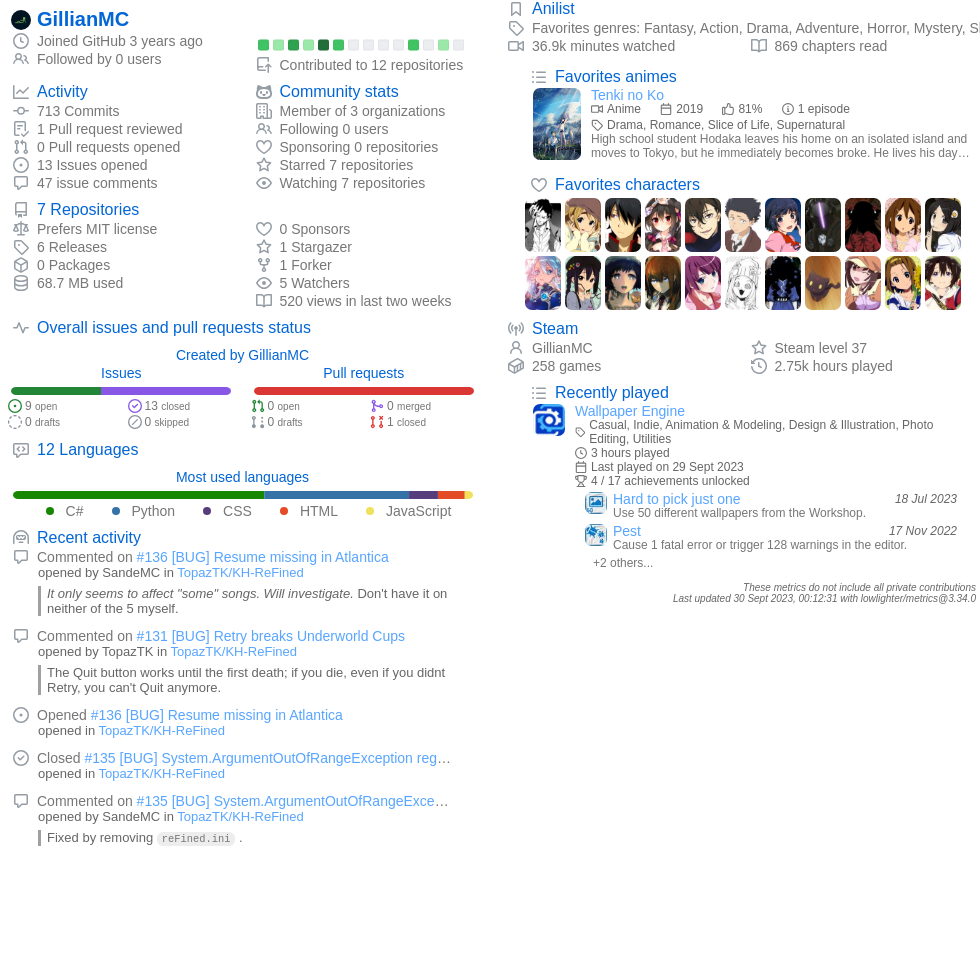 GillianMC
Joined GitHub 3 years ago
Followed by 0 users
Contributed to 12 repositories
Activity
713 Commits
1 Pull request reviewed
0 Pull requests opened
13 Issues opened
47 issue comments
Community stats
Member of 3 organizations
Following 0 users
Sponsoring 0 repositories
Starred 7 repositories
Watching 7 repositories
7 Repositories
Prefers MIT license
6 Releases
0 Packages
68.7 MB used
0 Sponsors
1 Stargazer
1 Forker
5 Watchers
520 views in last two weeks
Overall issues and pull requests status
Created by GillianMC
Issues
9 open
13 closed
0 drafts
0 skipped
Pull requests
0 open
0 merged
0 drafts
1 closed
12 Languages
Most used languages
C# Python CSS HTML JavaScript
Recent activity
Commented on #136 [BUG] Resume missing in Atlantica
opened by SandeMC in TopazTK/KH-ReFined
It only seems to affect "some" songs. Will investigate. Don't have it on
neither of the 5 myself.
Commented on #131 [BUG] Retry breaks Underworld Cups
opened by TopazTK in TopazTK/KH-ReFined
The Quit button works until the first death; if you die, even if you didnt
Retry, you can't Quit anymore.
Opened #136 [BUG] Resume missing in Atlantica
opened in TopazTK/KH-ReFined
Closed #135 [BUG] System.ArgumentOutOfRangeException reg…
opened in TopazTK/KH-ReFined
Commented on #135 [BUG] System.ArgumentOutOfRangeExce…
opened by SandeMC in TopazTK/KH-ReFined
Fixed by removing reFined.ini .
Anilist
Favorites genres: Fantasy, Action, Drama, Adventure, Horror, Mystery, Sl
36.9k minutes watched
869 chapters read
Favorites animes
Tenki no Ko
Anime 2019 81% 1 episode
Drama, Romance, Slice of Life, Supernatural
High school student Hodaka leaves his home on an isolated island and
moves to Tokyo, but he immediately becomes broke. He lives his day…
Favorites characters
Steam
GillianMC
258 games
Steam level 37
2.75k hours played
Recently played
Wallpaper Engine
Casual, Indie, Animation & Modeling, Design & Illustration, Photo
Editing, Utilities
3 hours played
Last played on 29 Sept 2023
4 / 17 achievements unlocked
Hard to pick just one 18 Jul 2023
Use 50 different wallpapers from the Workshop.
Pest 17 Nov 2022
Cause 1 fatal error or trigger 128 warnings in the editor.
+2 others...
These metrics do not include all private contributions
Last updated 30 Sept 2023, 00:12:31 with lowlighter/metrics@3.34.0